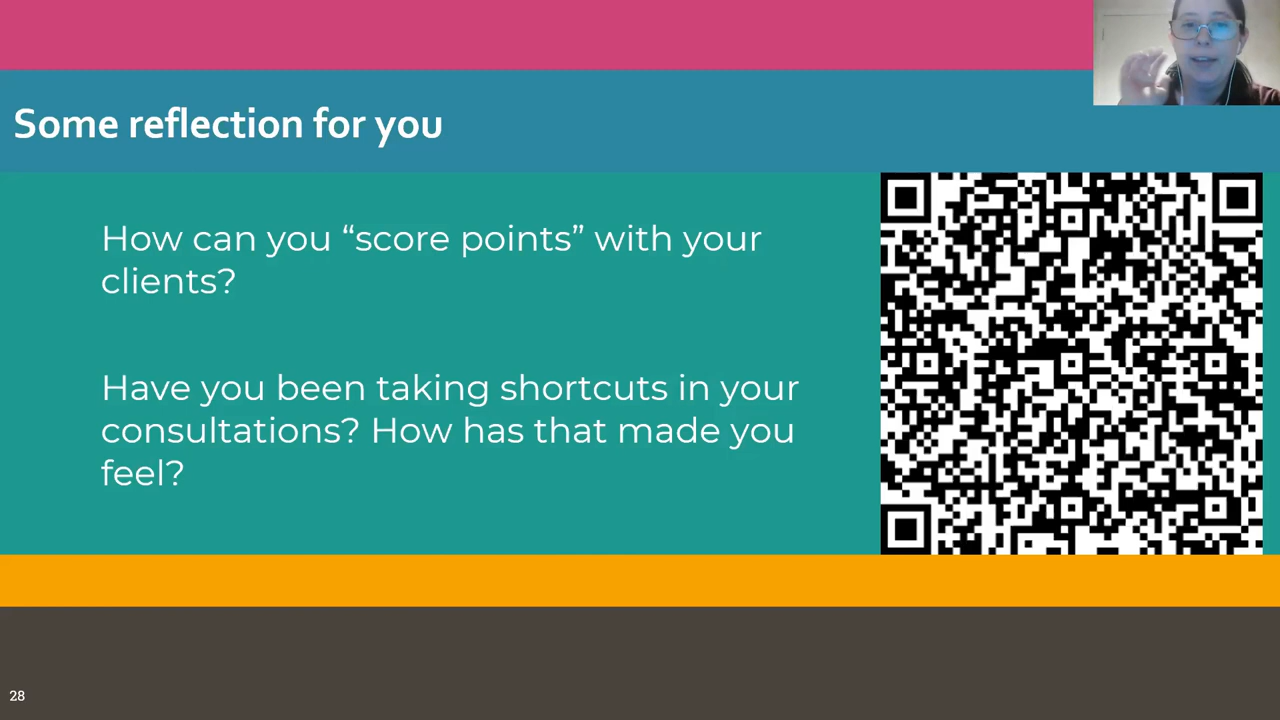 Some reflection for you
How can you “score points” with your
clients?
Have you been taking shortcuts in your
consultations? How has that made you
feel?
28